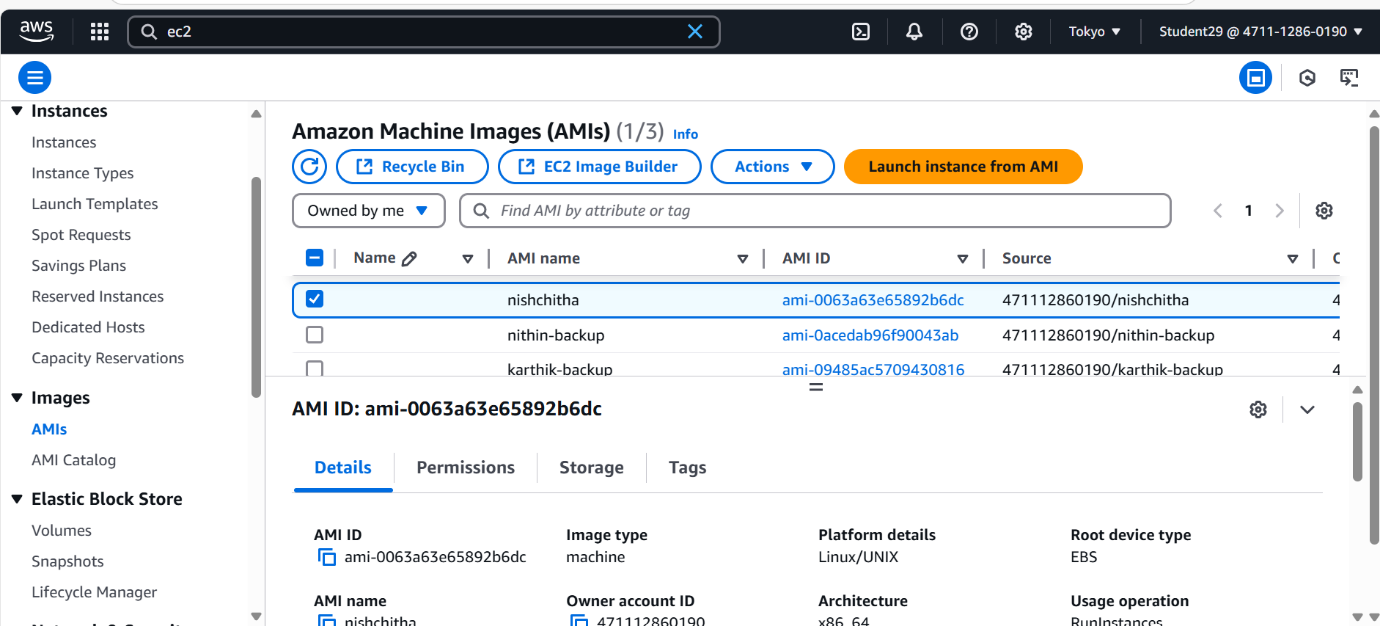 aws
ec2
Tokyo
Student29 @ 4711-1286-0190
Instances
Instances
Instance Types
Launch Templates
Spot Requests
Savings Plans
Reserved Instances
Dedicated Hosts
Capacity Reservations
Images
AMIs
AMI Catalog
Elastic Block Store
Volumes
Snapshots
Lifecycle Manager
Amazon Machine Images (AMIs) (1/3) Info
Recycle Bin
EC2 Image Builder
Actions
Launch instance from AMI
Owned by me
Find AMI by attribute or tag
1
Name AMI name AMI ID Source
nishchitha ami-0063a63e65892b6dc 471112860190/nishchitha 4
nithin-backup ami-0acedab96f90043ab 471112860190/nithin-backup 4
karthik-backup ami-09485ac5709430816 471112860190/karthik-backup 4
AMI ID: ami-0063a63e65892b6dc
Details Permissions Storage Tags
AMI ID Image type Platform details Root device type
ami-0063a63e65892b6dc machine Linux/UNIX EBS
AMI name Owner account ID Architecture Usage operation
nishchitha 471112860190 x86_64 RunInstances